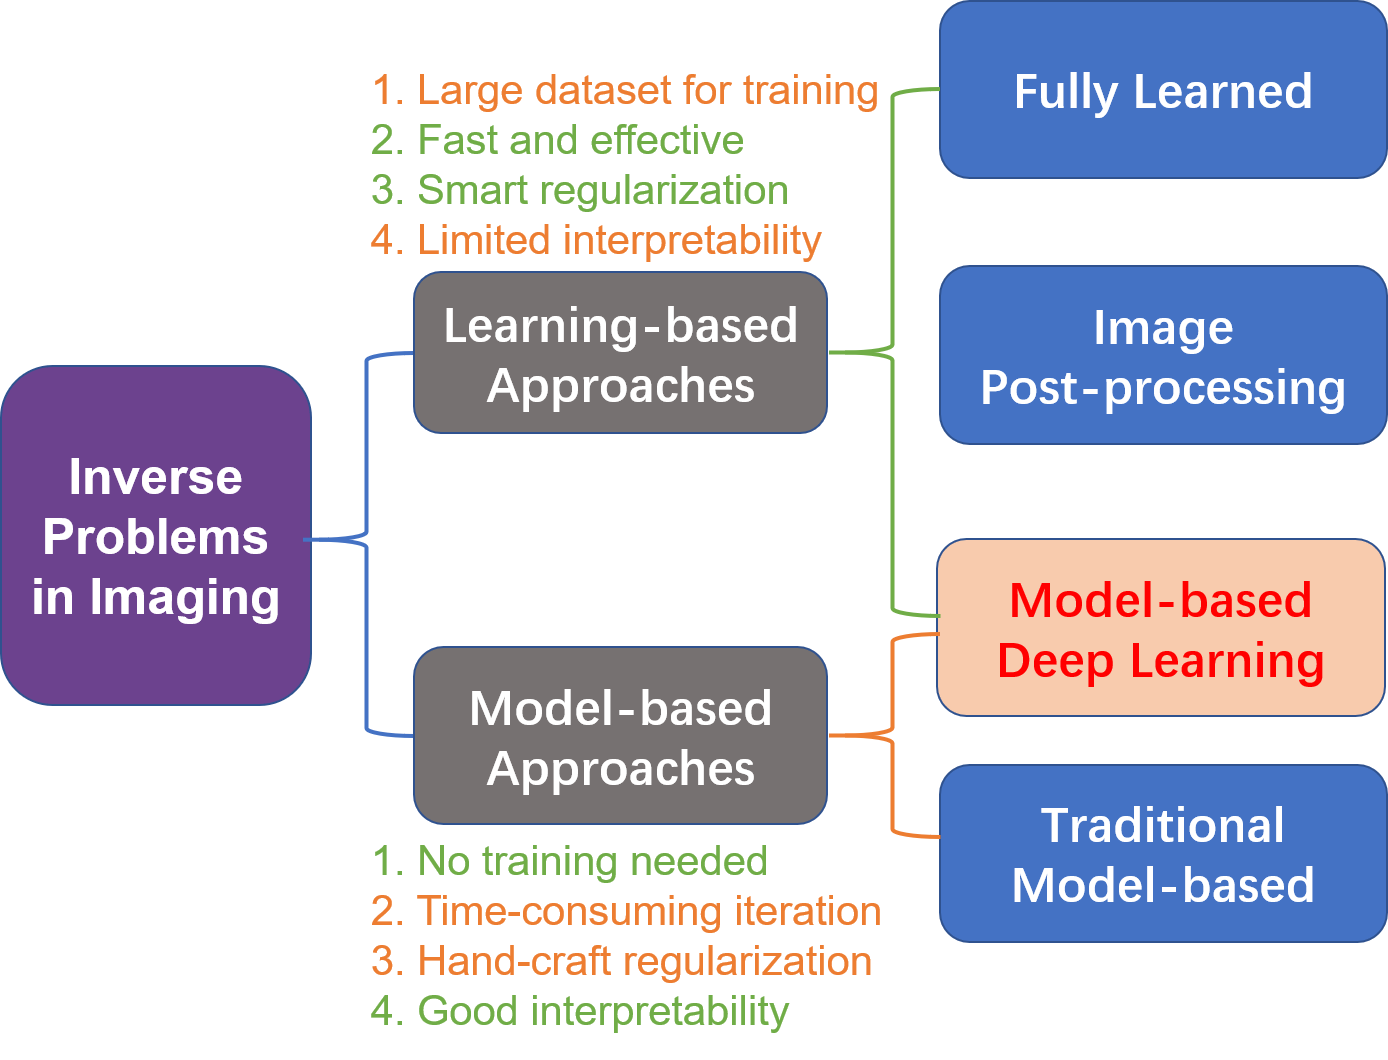 1. Large dataset for training
2. Fast and effective
3. Smart regularization
4. Limited interpretability
Learning-based
Approaches
Inverse
Problems
in Imaging
Model-based
Approaches
1. No training needed
2. Time-consuming iteration
3. Hand-craft regularization
4. Good interpretability
Fully Learned
Image
Post-processing
Model-based
Deep Learning
Traditional
Model-based